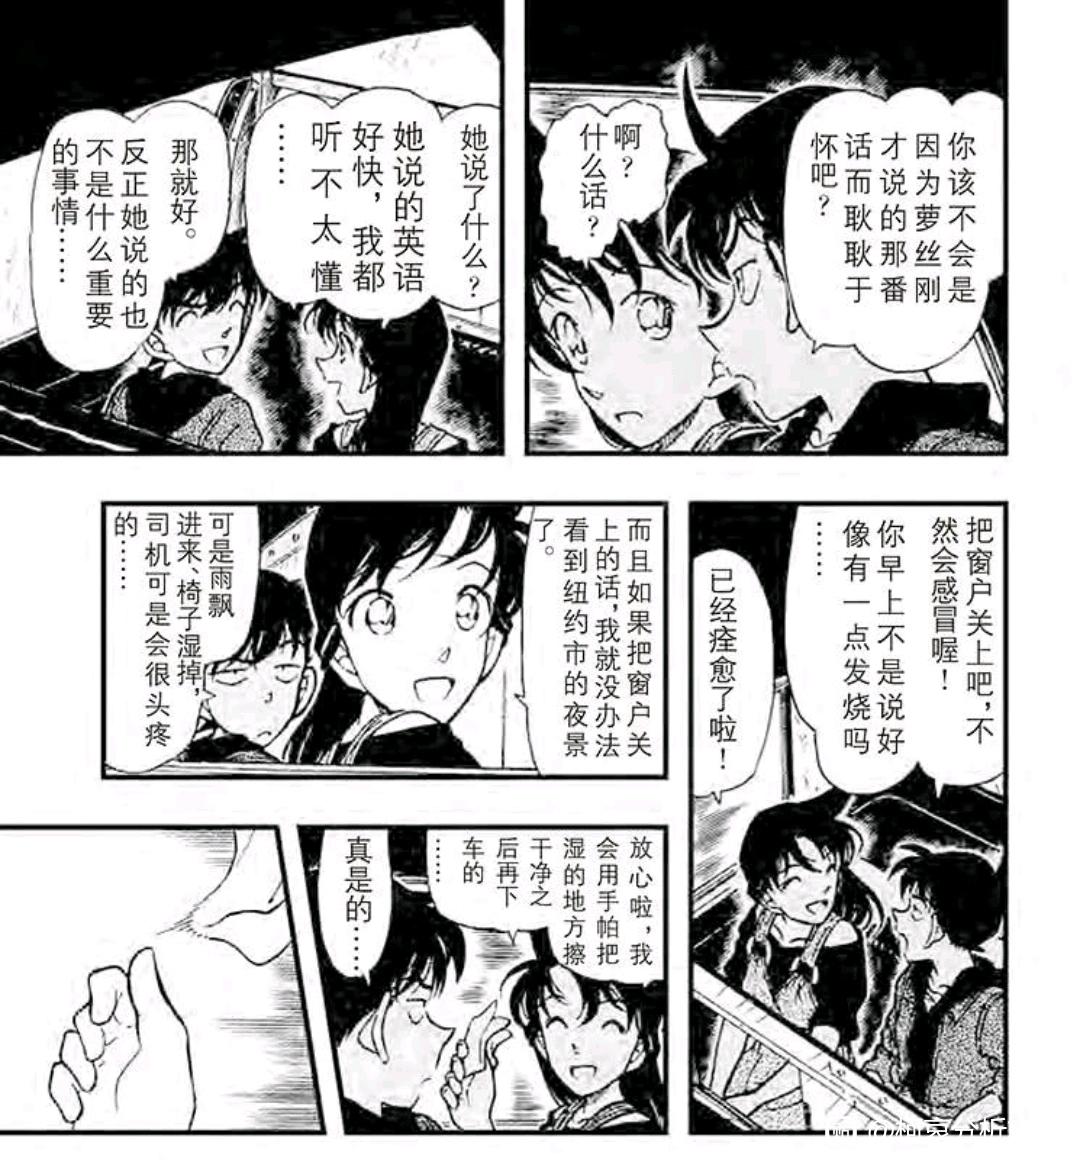 你该不会是
因为萝丝刚
才说的那番
话而耿耿于
怀吧？
啊？
什么话？
她说了什么？
她说的英语
好快，我都
听不太懂
……
那就好。
反正她说的也
不是什么重要
的事情……
把窗户关上吧，不
然会感冒喔！
你早上不是说好
像有一点发烧吗
……
已经痊愈了啦！
而且如果把窗户关
上的话，我就没办法
看到纽约市的夜景
了。
可是雨飘
进来、椅子湿掉，
司机可是会很头疼
的……
放心啦，我
会用手帕把
湿的地方擦
干净之
后再下
车的
……
真是的……